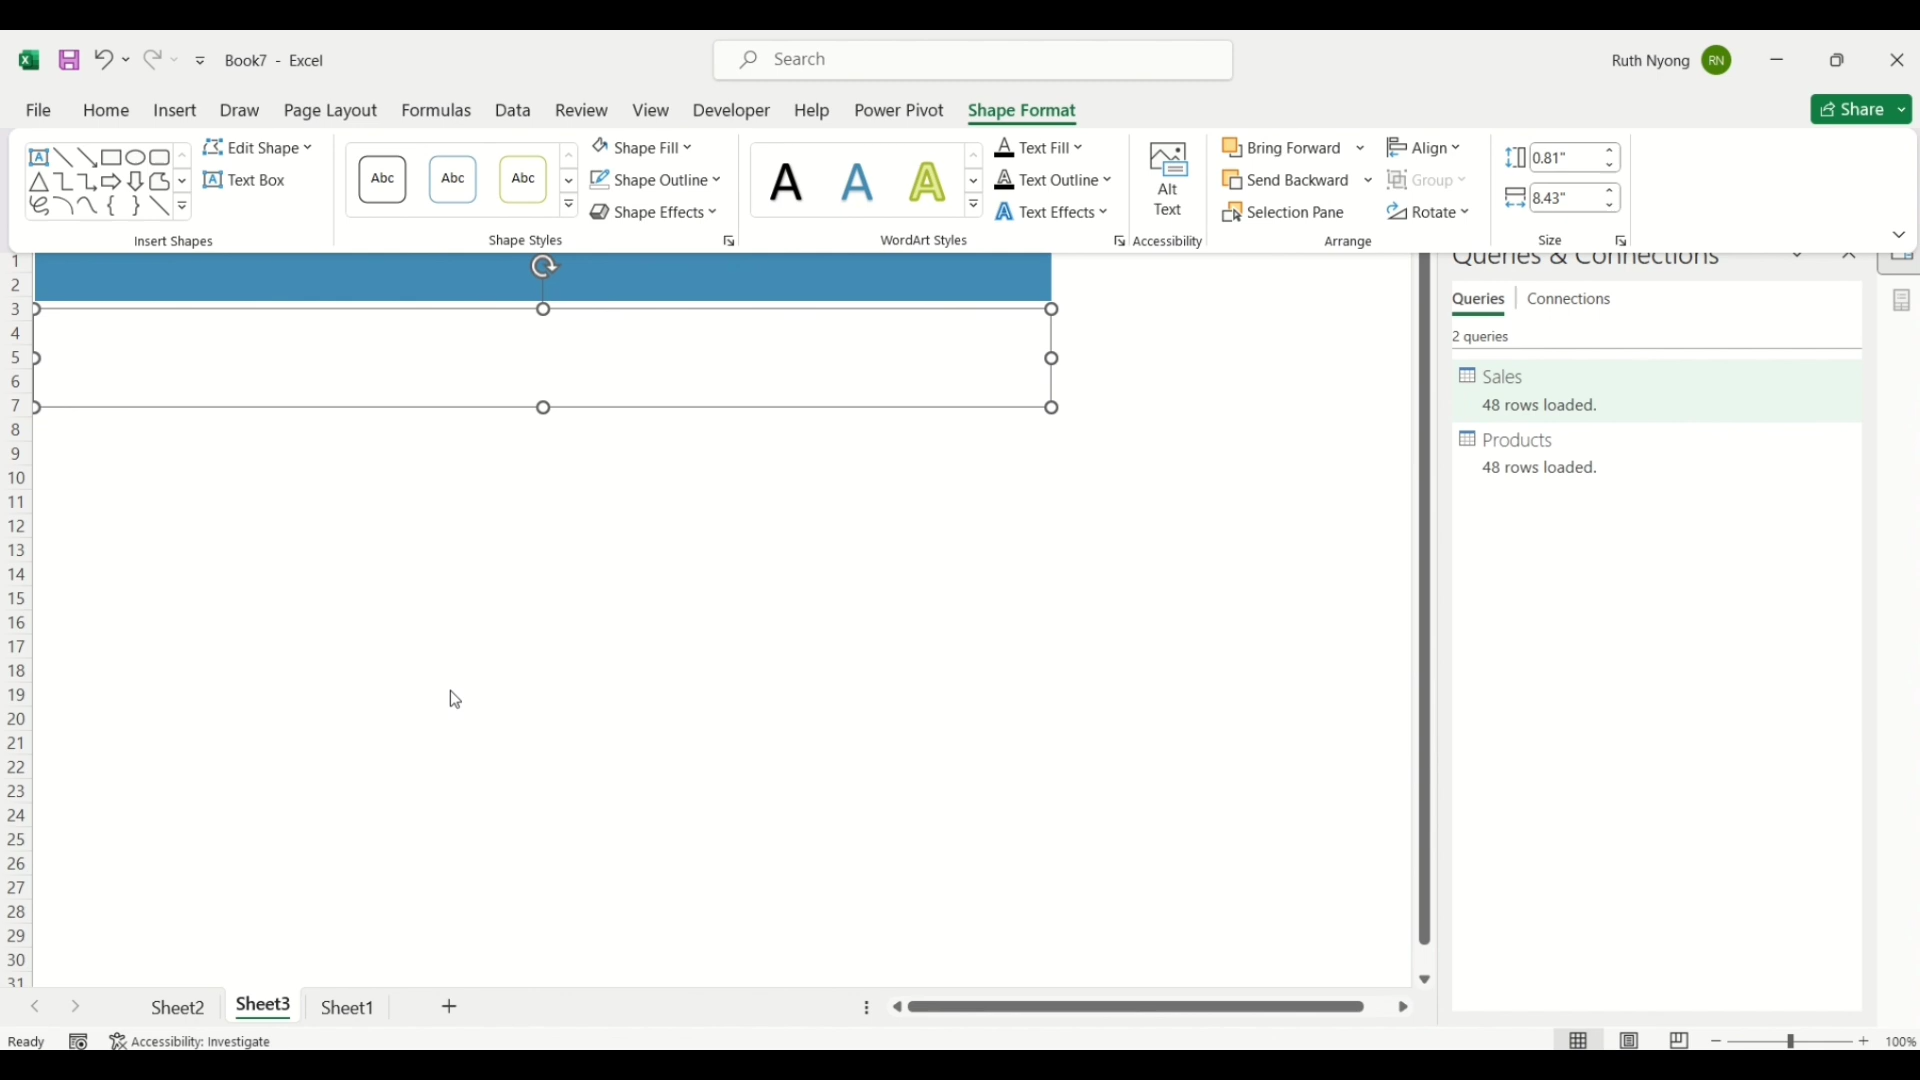 Book7 - Excel
Search
Ruth Nyong RN
File Home Insert Draw Page Layout Formulas Data Review View Developer Help Power Pivot Shape Format Share
Edit Shape
Text Box
Insert Shapes
Abc Abc Abc
Shape Fill
Shape Outline
Shape Effects
Shape Styles
A A A
Text Fill
Text Outline
Text Effects
WordArt Styles
Alt
Text
Accessibility
Bring Forward Align
Send Backward Group
Selection Pane Rotate
Arrange
0.81"
8.43"
Size
Queries & Connections
Queries Connections
2 queries
Sales
48 rows loaded.
Products
48 rows loaded.
1
2
3
4
5
6
7
8
9
10
11
12
13
14
15
16
17
18
19
20
21
22
23
24
25
26
27
28
29
30
31
Sheet2 Sheet3 Sheet1
Ready Accessibility: Investigate 100%